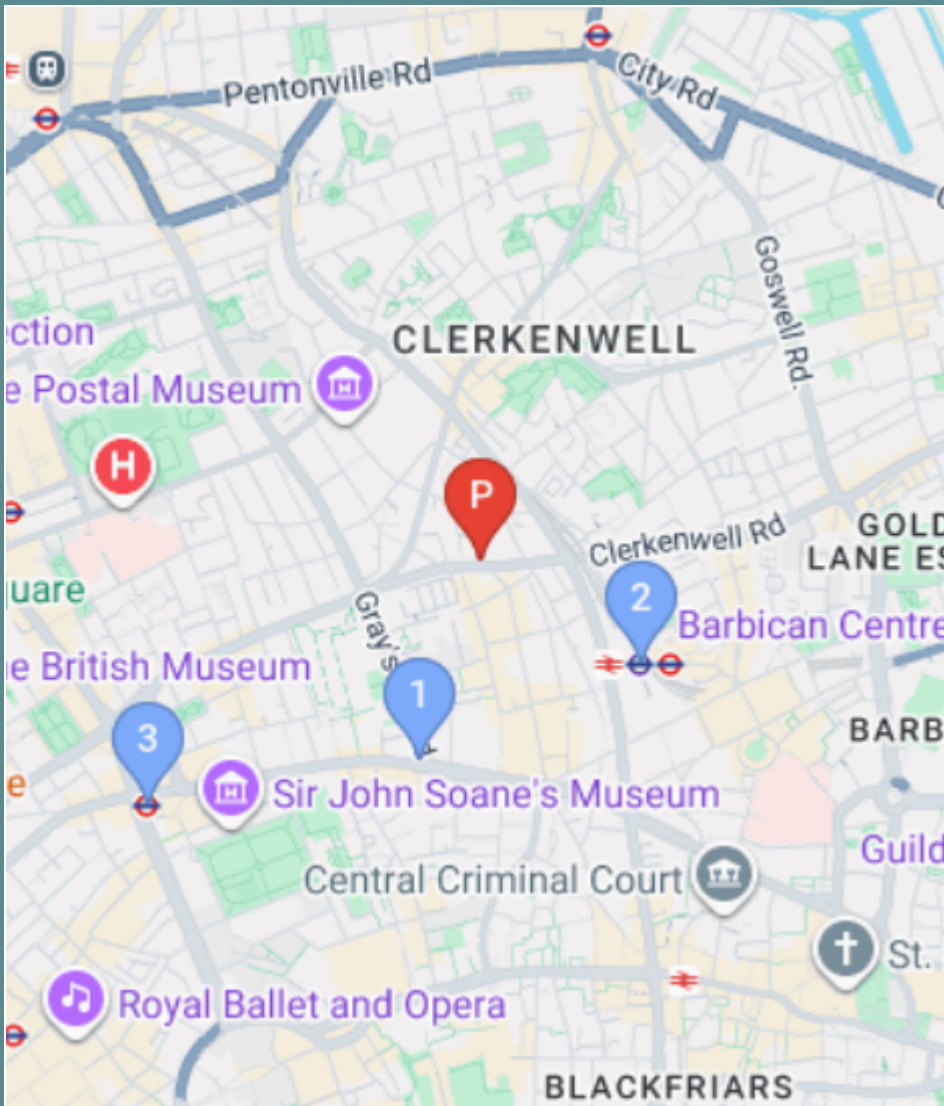 Pentonville Rd
City Rd
Goswell Rd.
ection
CLERKENWELL
e Postal Museum
H
P
Clerkenwell Rd
GOLD
LANE ES
uare
Gray's
2
Barbican Centre
e British Museum
1
3
BARB
e
Sir John Soane's Museum
Guild
Central Criminal Court
St.
Royal Ballet and Opera
BLACKFRIARS